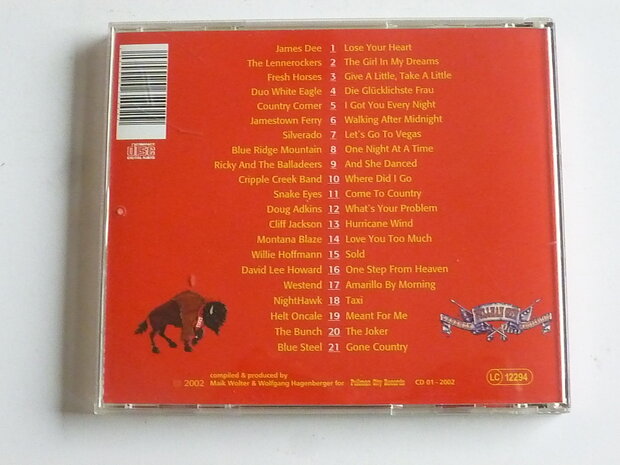 James Dee 1 Lose Your Heart
The Lennerockers 2 The Girl In My Dreams
Fresh Horses 3 Give A Little, Take A Little
Duo White Eagle 4 Die Glücklichste Frau
Country Corner 5 I Got You Every Night
Jamestown Ferry 6 Walking After Midnight
Silverado 7 Let's Go To Vegas
Blue Ridge Mountain 8 One Night At A Time
Ricky And The Balladeers 9 And She Danced
Cripple Creek Band 10 Where Did I Go
Snake Eyes 11 Come To Country
Doug Adkins 12 What's Your Problem
Cliff Jackson 13 Hurricane Wind
Montana Blaze 14 Love You Too Much
Willie Hoffmann 15 Sold
David Lee Howard 16 One Step From Heaven
Westend 17 Amarillo By Morning
NightHawk 18 Taxi
Helt Oncale 19 Meant For Me
The Bunch 20 The Joker
Blue Steel 21 Gone Country
COMPACT
disc
DIGITAL AUDIO
PULLMAN CITY
© 2002 compiled & produced by
Maik Wolter & Wolfgang Hagenberger for Pullman City Records CD 01 - 2002
LC 12294